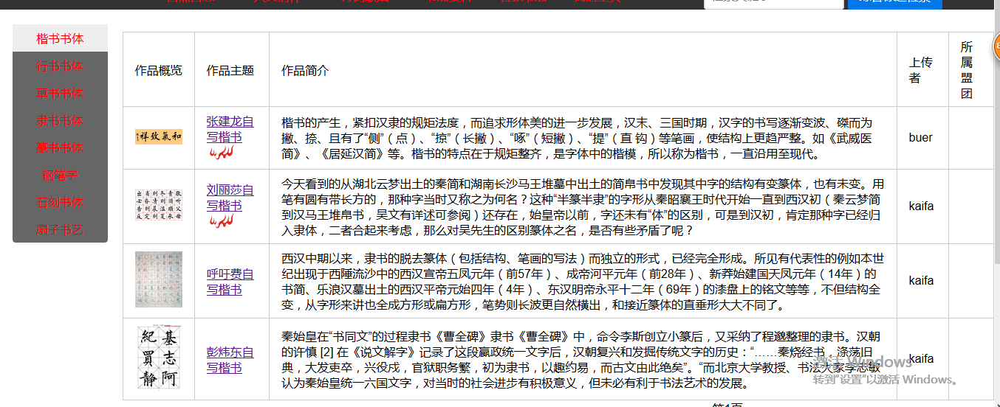 楷书书体
行书书体
草书书体
隶书书体
篆书书体
钢笔字
石刻书体
扇子书艺
作品概览
作品主题
作品简介
上传
者
所
属
盟
团
祥致氣和
张建龙自
写楷书
楷书的产生，紧扣汉隶的规矩法度，而追求形体美的进一步发展，汉末、三国时期，汉字的书写逐渐变波、磔而为
撇、捺、且有了“侧”（点）、“掠”（长撇）、“啄”（短撇）、“提”（直 钩）等笔画，使结构上更趋严整。如《武威医
简》、《居延汉简》等。楷书的特点在于规矩整齐，是字体中的楷模，所以称为楷书，一直沿用至现代。
buer
刘丽莎自
写楷书
今天看到的从湖北云梦出土的秦简和湖南长沙马王堆墓中出土的简帛书中发现其中字的结构有变篆体，也有未变。用
笔有圆有带长方的，那种字当时又称之为何名？这种“半篆半隶”的字形从秦昭襄王时代开始一直到西汉初（秦云梦简
到汉马王堆帛书，吴文有详述可参阅）还存在，始皇帝以前，字还未有“体”的区别，可是到汉初，肯定那种字已经归
入隶体，二者合起来考虑，那么对吴先生的区别篆体之名，是否有些矛盾了呢？
kaifa
呼吁费自
写楷书
西汉中期以来，隶书的脱去篆体（包括结构、笔画的写法）而独立的形式，已经完全形成。所见有代表性的例如本世
纪出现于西陲流沙中的西汉宣帝五凤元年（前57年）、成帝河平元年（前28年）、新莽始建国天凤元年（14年）的
书简、乐浪汉墓出土的西汉平帝元始四年（4年）、东汉明帝永平十二年（69年）的漆盘上的铭文等等，不但结构全
变，从字形来讲也全成方形或扁方形，笔势则长波更自然横出，和接近篆体的直垂形大大不同了。
kaifa
紀基
買志
静阿
彭炜东自
写楷书
秦始皇在“书同文”的过程隶书《曹全碑》隶书《曹全碑》中，命令李斯创立小篆后，又采纳了程邈整理的隶书。汉朝
的许慎 [2] 在《说文解字》记录了这段嬴政统一文字后，汉朝复兴和发掘传统文字的历史：“……秦烧经书，涤荡旧
典，大发吏卒，兴役戍，官狱职务繁，初为隶书，以趣约易，而古文由此绝矣”。“而北京大学教授、书法大家李志敏
认为秦始皇统一六国文字，对当时的社会进步有积极意义，但未必有利于书法艺术的发展。
kaifa
激活 Windows
转到“设置”以激活 Windows。